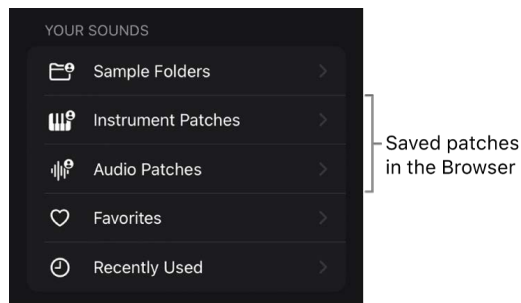 YOUR SOUNDS
Sample Folders
Instrument Patches
Audio Patches
Favorites
Recently Used
Saved patches
in the Browser